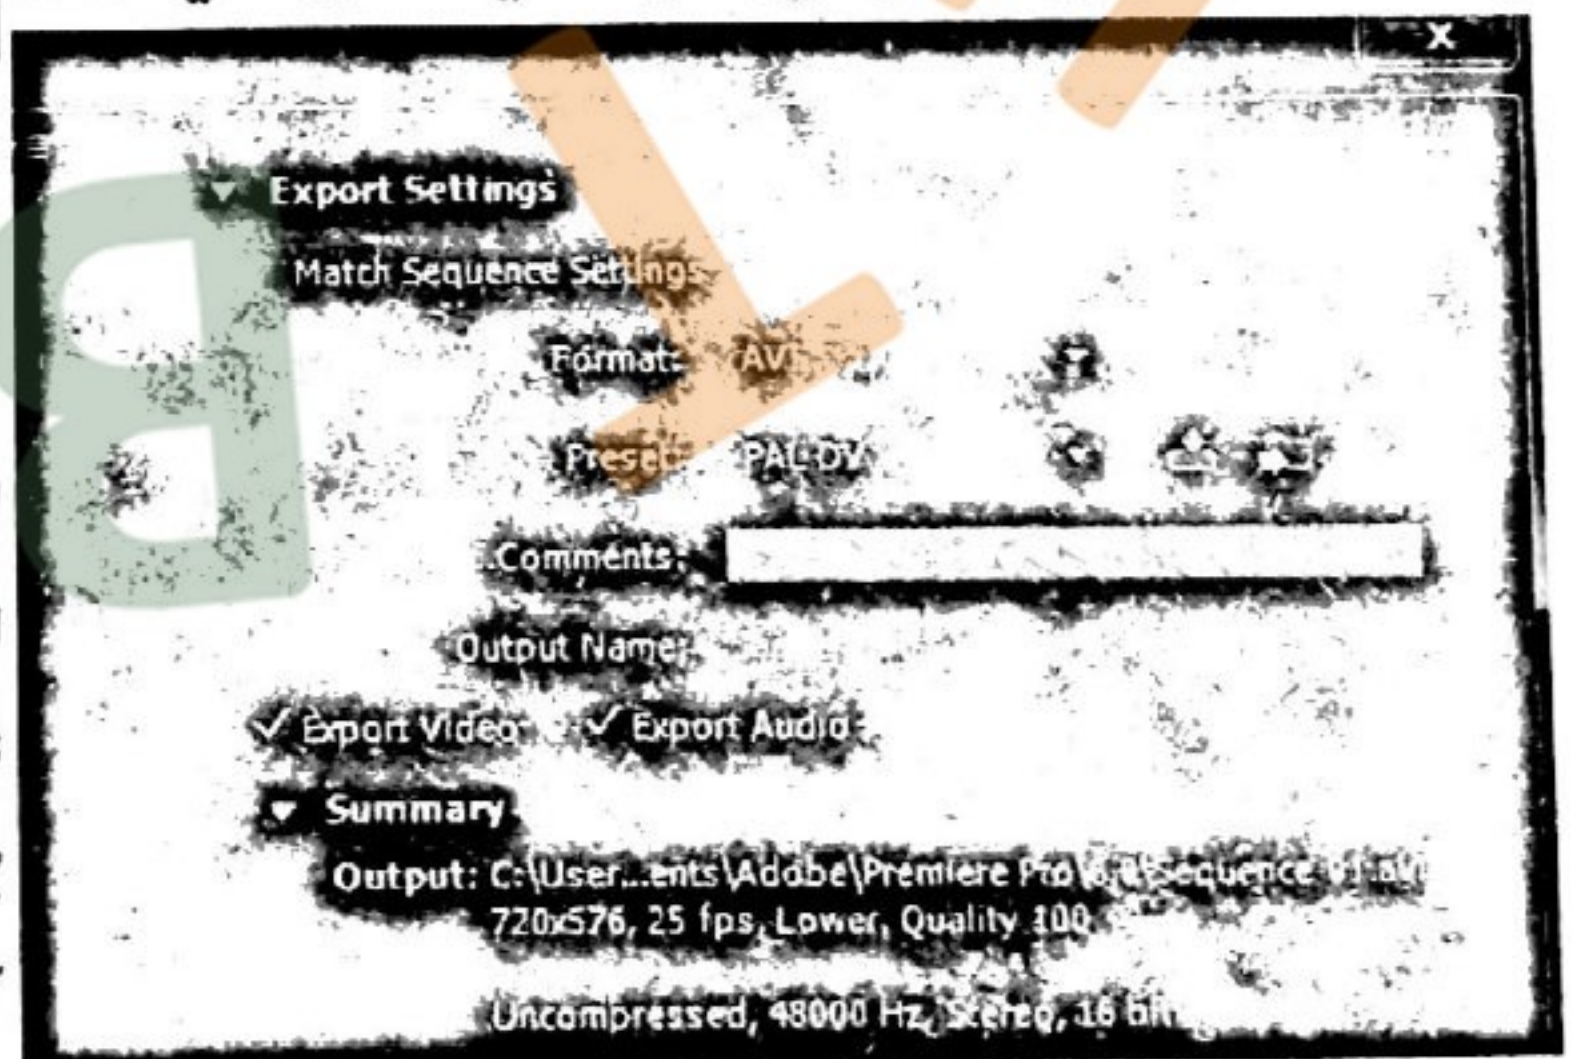 X
Export Settings
Match Sequence Settings
Format: AVI
Preset: PAL DV
Comments:
Output Name:
✓ Export Video ✓ Export Audio
Summary
Output: C:\User...ents\Adobe\Premiere Pro\ \Sequence
720x576, 25 fps, Lower, Quality 100
Uncompressed, 48000 Hz, Stereo, 16 bit